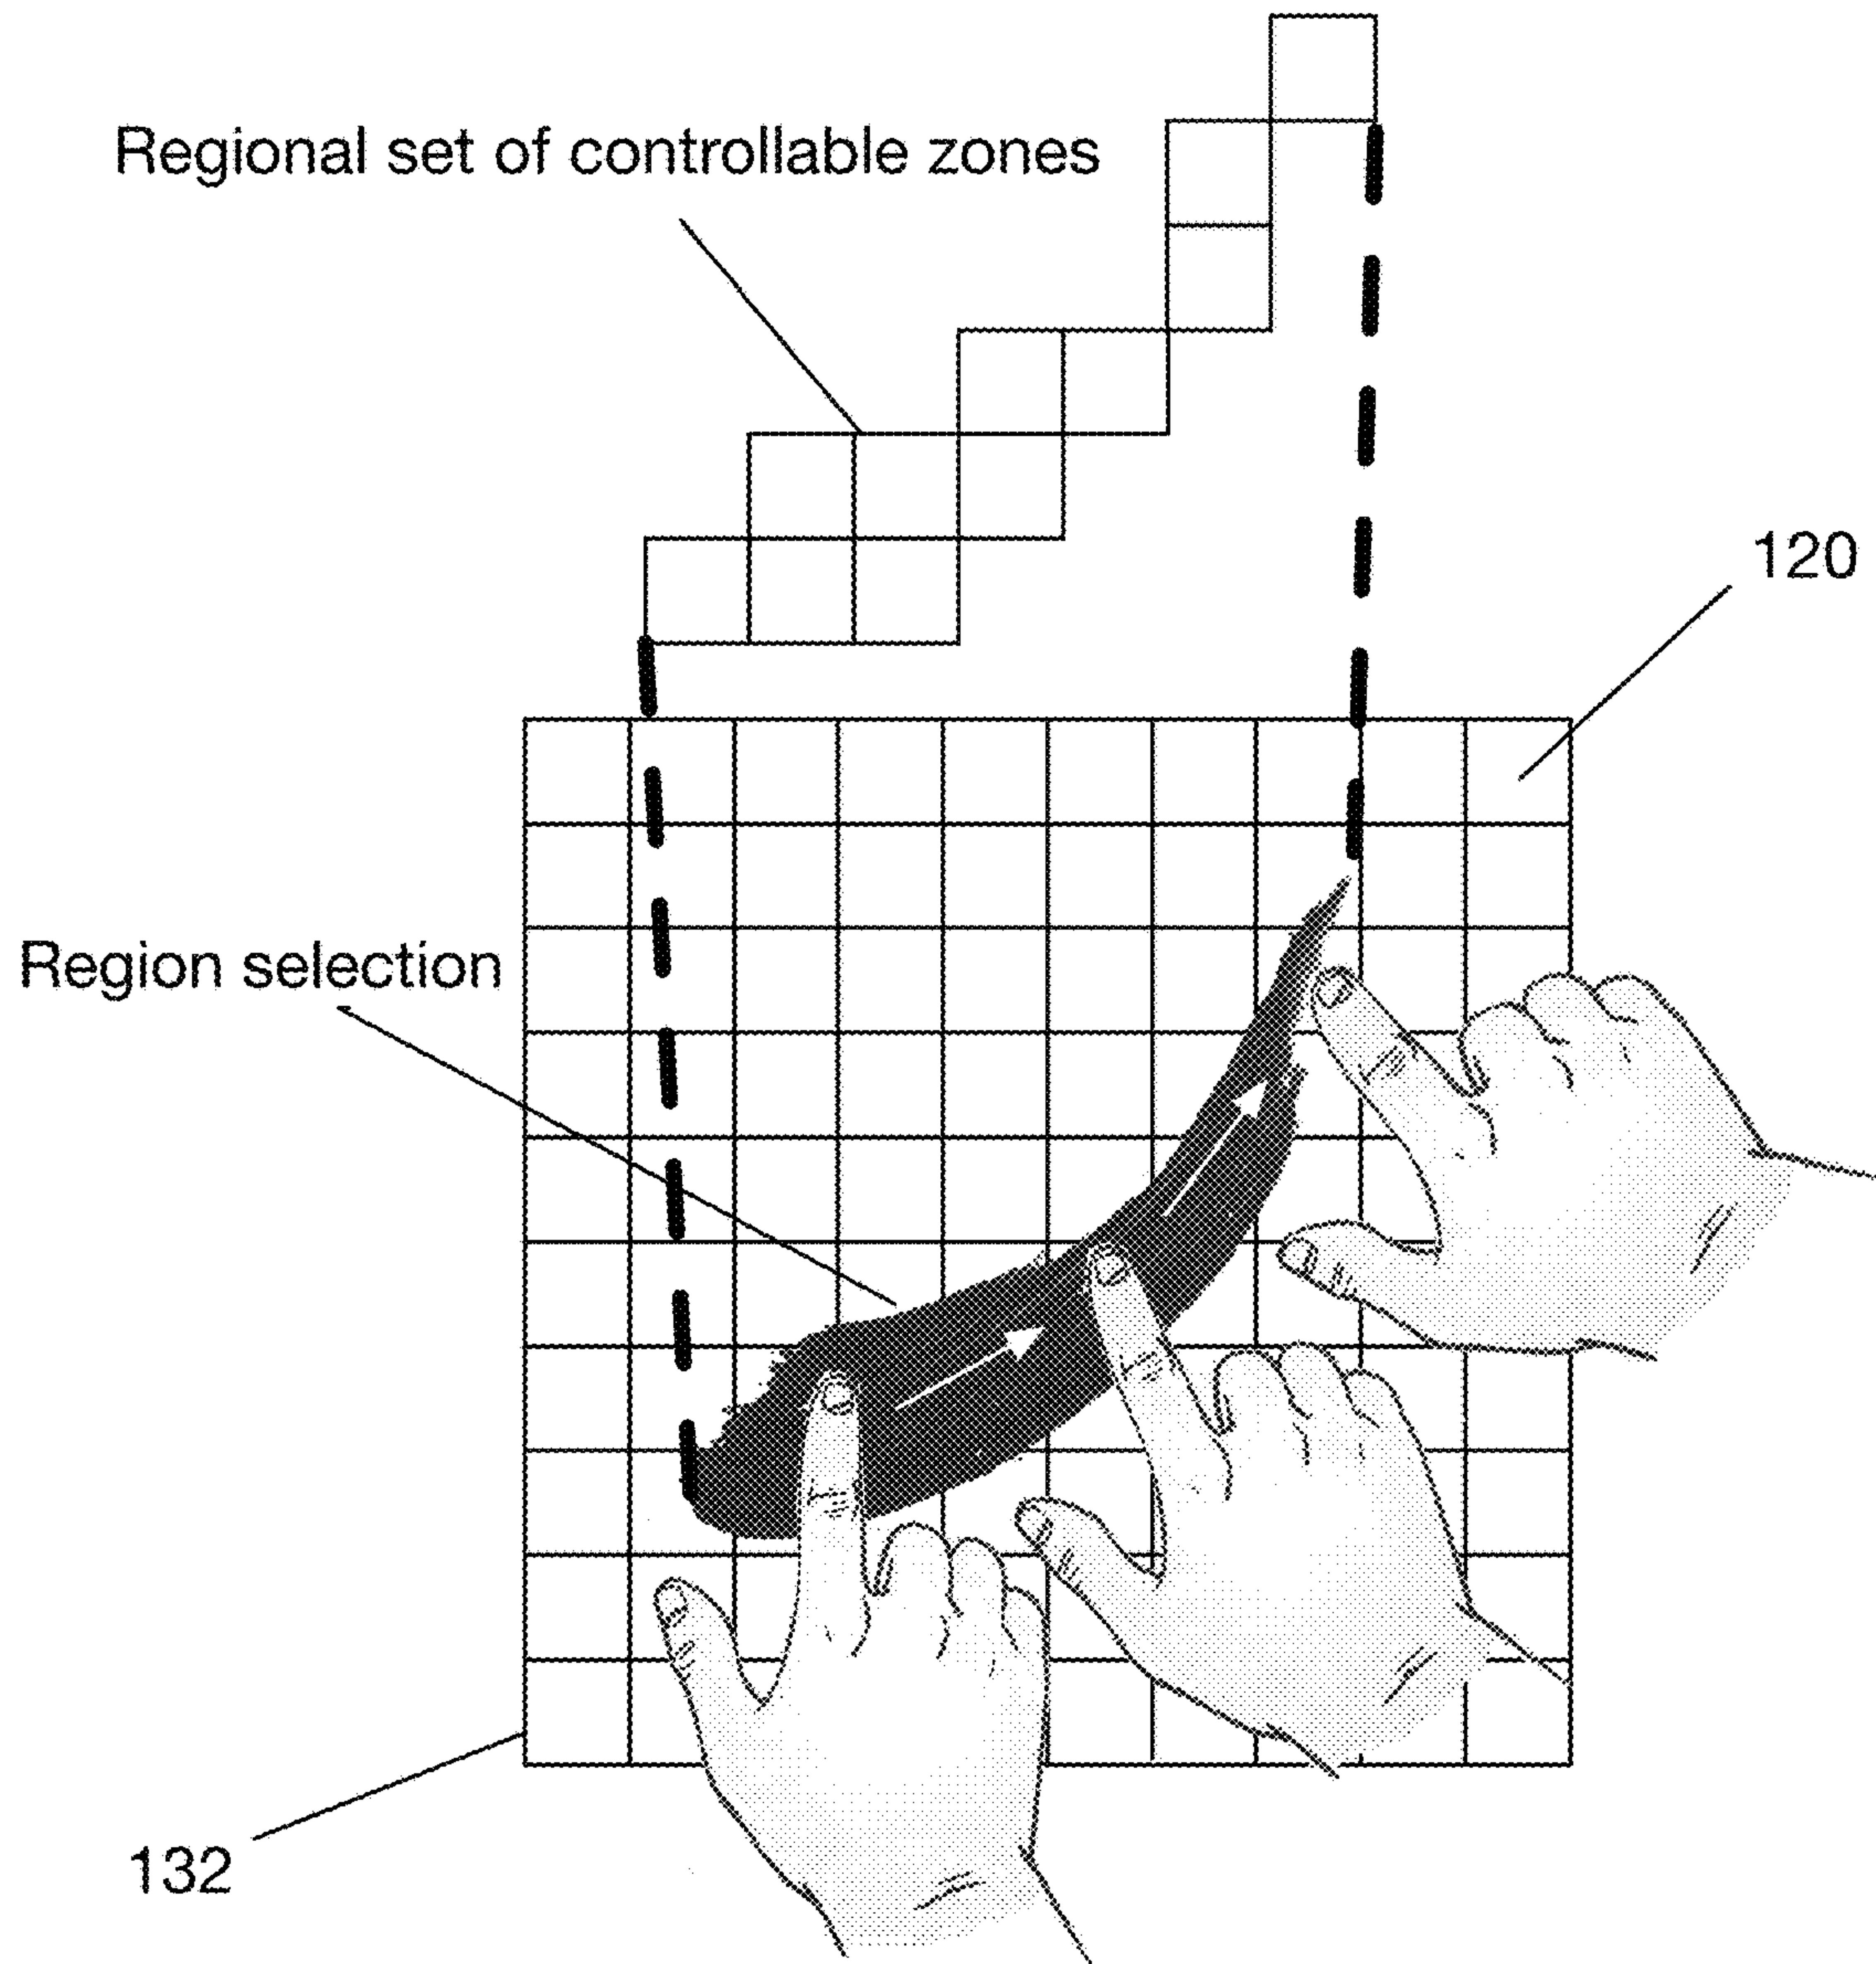 Regional set of controllable zones
120
Region selection
132